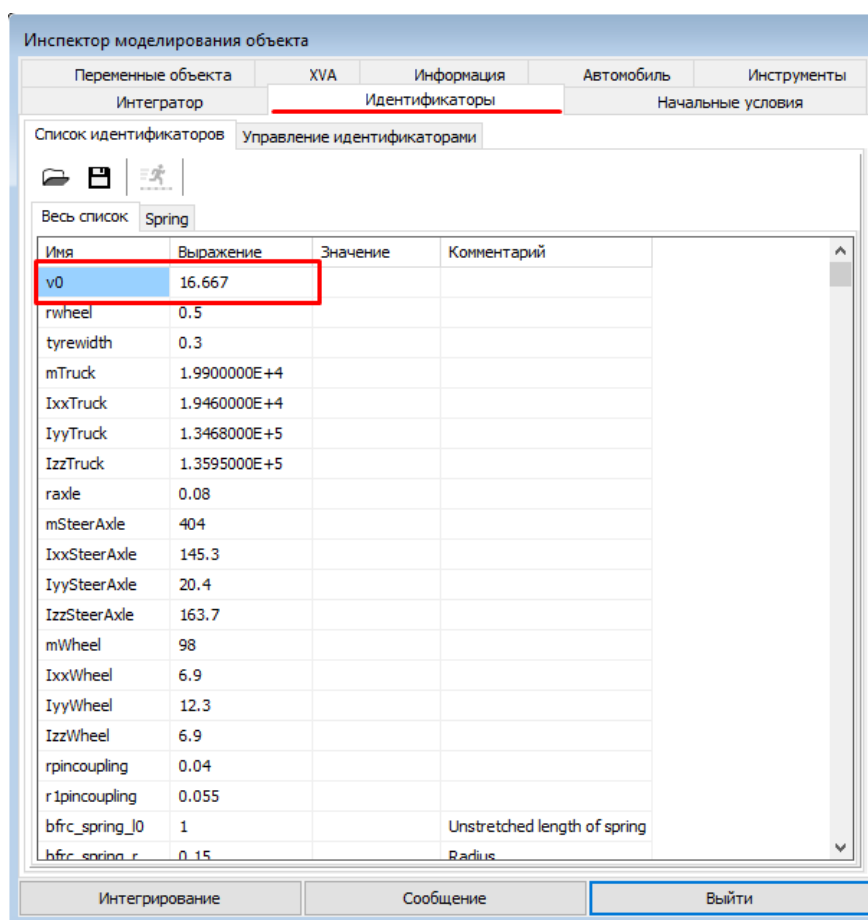 Инспектор моделирования объекта
Переменные объекта XVA Информация Автомобиль Инструменты
Интегратор Идентификаторы Начальные условия
Список идентификаторов Управление идентификаторами
Весь список Spring
Имя Выражение Значение Комментарий
v0 16.667
rwheel 0.5
tyrewidth 0.3
mTruck 1.9900000E+4
IxxTruck 1.9460000E+4
IyyTruck 1.3468000E+5
IzzTruck 1.3595000E+5
raxle 0.08
mSteerAxle 404
IxxSteerAxle 145.3
IyySteerAxle 20.4
IzzSteerAxle 163.7
mWheel 98
IxxWheel 6.9
IyyWheel 12.3
IzzWheel 6.9
rpincoupling 0.04
r1pincoupling 0.055
bfrc_spring_l0 1 Unstretched length of spring
bfrc_spring_r 0.15 Radius
Интегрирование Сообщение Выйти